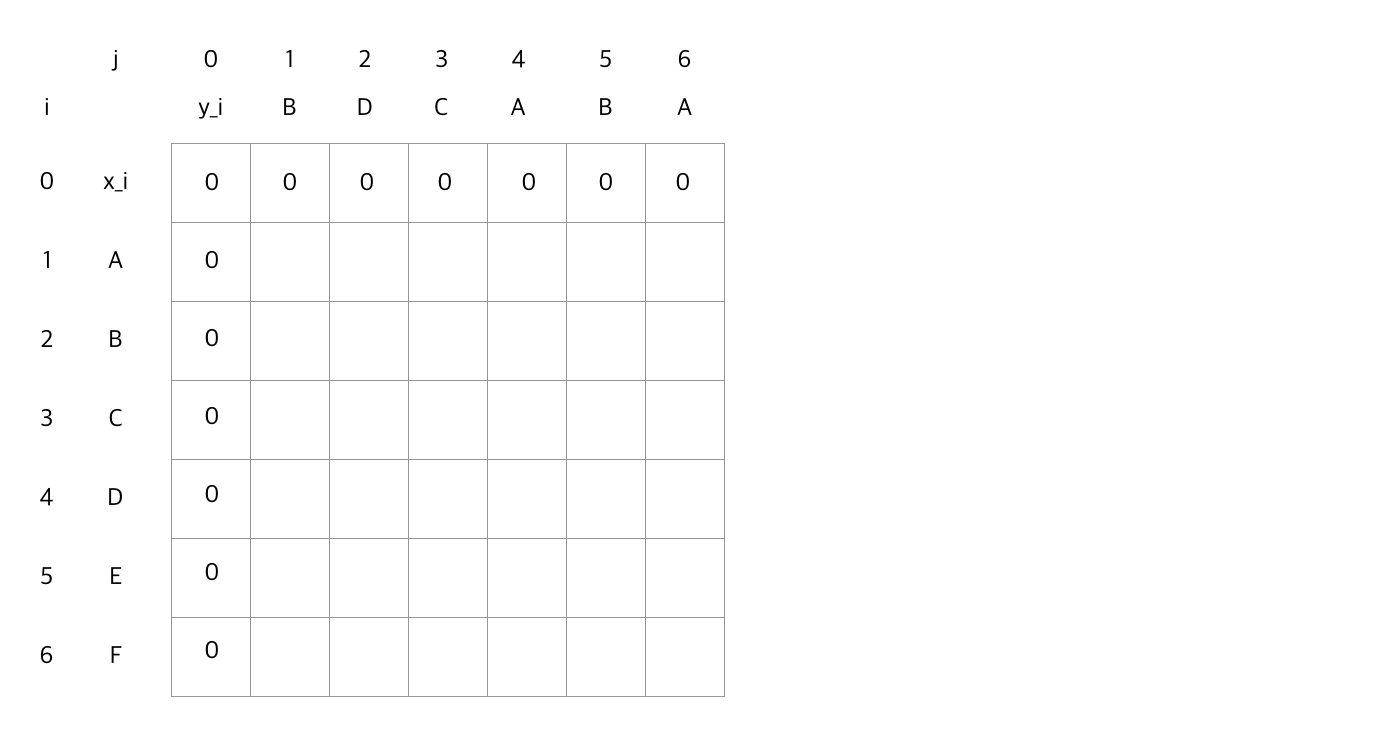 j 0 1 2 3 4 5 6
i y_i B D C A B A
0 x_i 0 0 0 0 0 0 0
1 A 0
2 B 0
3 C 0
4 D 0
5 E 0
6 F 0